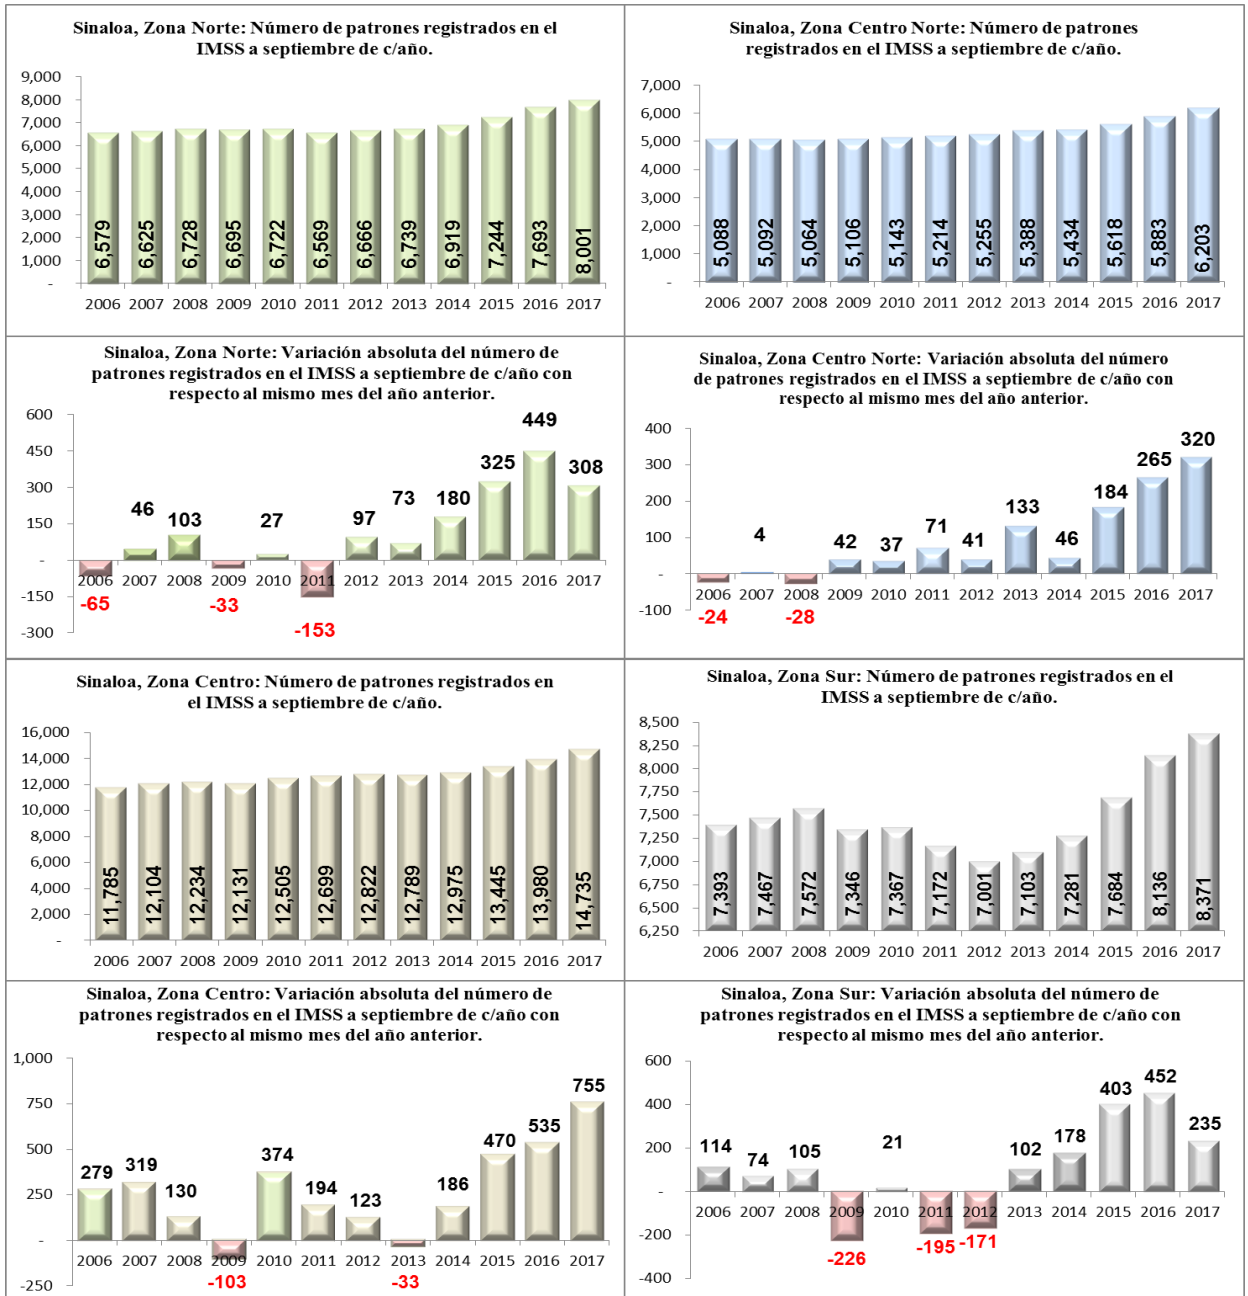 Sinaloa, Zona Norte: Número de patrones registrados en el
IMSS a septiembre de c/año.
9,000
8,000
7,000
6,000
5,000
4,000
3,000
2,000
1,000
-
6,579 6,625 6,728 6,695 6,722 6,569 6,666 6,739 6,919 7,244 7,693 8,001
2006 2007 2008 2009 2010 2011 2012 2013 2014 2015 2016 2017
Sinaloa, Zona Centro Norte: Número de patrones
registrados en el IMSS a septiembre de c/año.
7,000
6,000
5,000
4,000
3,000
2,000
1,000
-
5,088 5,092 5,064 5,106 5,143 5,214 5,255 5,388 5,434 5,618 5,883 6,203
2006 2007 2008 2009 2010 2011 2012 2013 2014 2015 2016 2017
Sinaloa, Zona Norte: Variación absoluta del número de
patrones registrados en el IMSS a septiembre de c/año con
respecto al mismo mes del año anterior.
600
450
300
150
-
-150
-300
-65 46 103 -33 27 -153 97 73 180 325 449 308
2006 2007 2008 2009 2010 2011 2012 2013 2014 2015 2016 2017
Sinaloa, Zona Centro Norte: Variación absoluta del número
de patrones registrados en el IMSS a septiembre de c/año con
respecto al mismo mes del año anterior.
400
300
200
100
-
-100
-24 4 -28 42 37 71 41 133 46 184 265 320
2006 2007 2008 2009 2010 2011 2012 2013 2014 2015 2016 2017
Sinaloa, Zona Centro: Número de patrones registrados en
el IMSS a septiembre de c/año.
16,000
14,000
12,000
10,000
8,000
6,000
4,000
2,000
-
11,785 12,104 12,234 12,131 12,505 12,699 12,822 12,789 12,975 13,445 13,980 14,735
2006 2007 2008 2009 2010 2011 2012 2013 2014 2015 2016 2017
Sinaloa, Zona Sur: Número de patrones registrados en el
IMSS a septiembre de c/año.
8,500
8,250
8,000
7,750
7,500
7,250
7,000
6,750
6,500
6,250
7,393 7,467 7,572 7,346 7,367 7,172 7,001 7,103 7,281 7,684 8,136 8,371
2006 2007 2008 2009 2010 2011 2012 2013 2014 2015 2016 2017
Sinaloa, Zona Centro: Variación absoluta del número de
patrones registrados en el IMSS a septiembre de c/año con
respecto al mismo mes del año anterior.
1,000
750
500
250
-
-250
279 319 130 -103 374 194 123 -33 186 470 535 755
2006 2007 2008 2009 2010 2011 2012 2013 2014 2015 2016 2017
Sinaloa, Zona Sur: Variación absoluta del número de
patrones registrados en el IMSS a septiembre de c/año con
respecto al mismo mes del año anterior.
600
400
200
-
-200
-400
114 74 105 -226 21 -195 -171 102 178 403 452 235
2006 2007 2008 2009 2010 2011 2012 2013 2014 2015 2016 2017